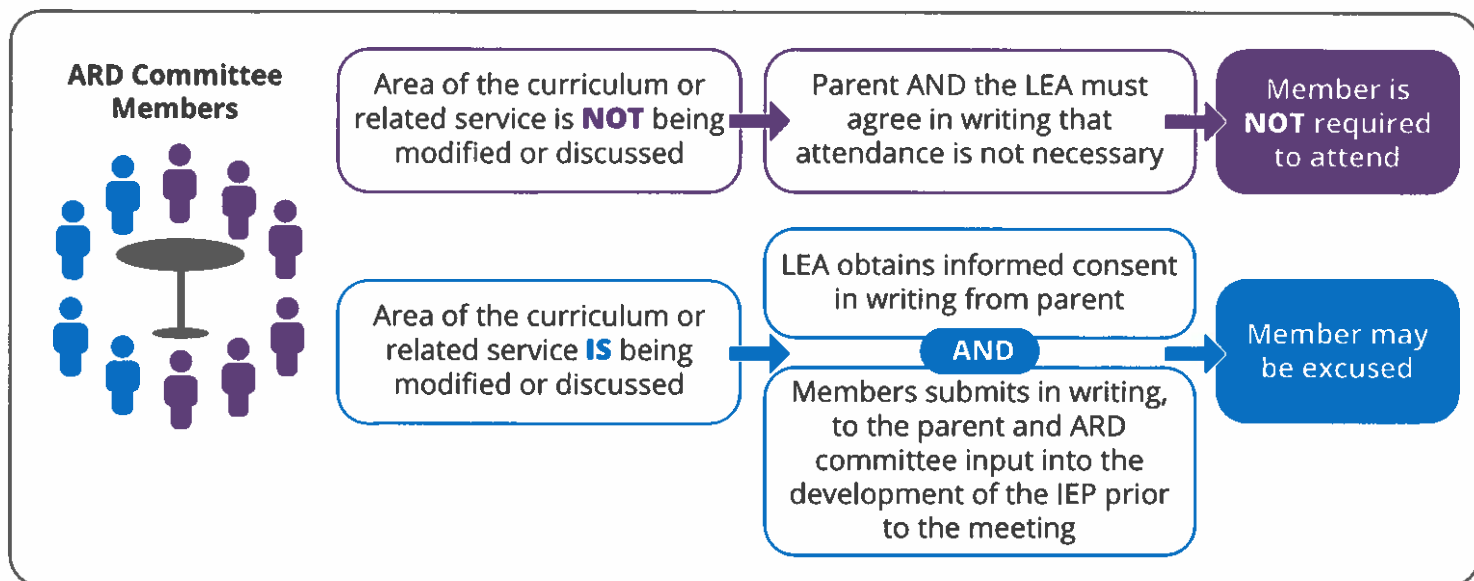 ARD Committee
Members
Area of the curriculum or
related service is NOT being
modified or discussed
Parent AND the LEA must
agree in writing that
attendance is not necessary
Member is
NOT required
to attend
Area of the curriculum or
related service IS being
modified or discussed
LEA obtains informed consent
in writing from parent
AND
Members submits in writing,
to the parent and ARD
committee input into the
development of the IEP prior
to the meeting
Member may
be excused